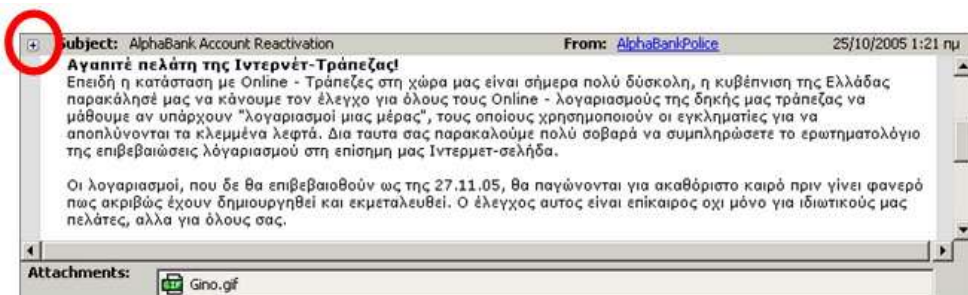 Subject: AlphaBank Account Reactivation From: AlphaBankPolice 25/10/2005 1:21 πμ
Αγαπιτέ πελάτη της Ιντερνέτ-Τράπεζας!
Επειδή η κατάσταση με Online - Τράπεζες στη χώρα μας είναι σήμερα πολύ δύσκολη, η κυβένιση της Ελλάδας
παρακάλησέ μας να κάνουμε τον έλεγχο για όλους τους Online - λογαριασμούς της δηκής μας τράπεζας να
μάθουμε αν υπάρχουν "λογαριασμοί μιας μέρας", τους οποίους χρησημοποιούν οι εγκληματίες για να
αποπλύνονται τα κλεμμένα λεφτά. Δια ταυτα σας παρακαλούμε πολύ σοβαρά να συμπληρώσετε το ερωτηματολόγιο
της επιβεβαιώσεις λόγαριασμού στη επίσημη μας Ιντερμετ-σελήδα.
Οι λογαριασμοί, που δε θα επιβεβαιοθούν ως της 27.11.05, θα παγώνονται για ακαθόριστο καιρό πριν γίνει φανερό
πως ακριβώς έχουν δημιουργηθεί και εκμεταλευθεί. Ο έλεγχος αυτος είναι επίκαιρος οχι μόνο για ιδιωτικούς μας
πελάτες, αλλα για όλους σας.
Attachments: GIF Gino.gif